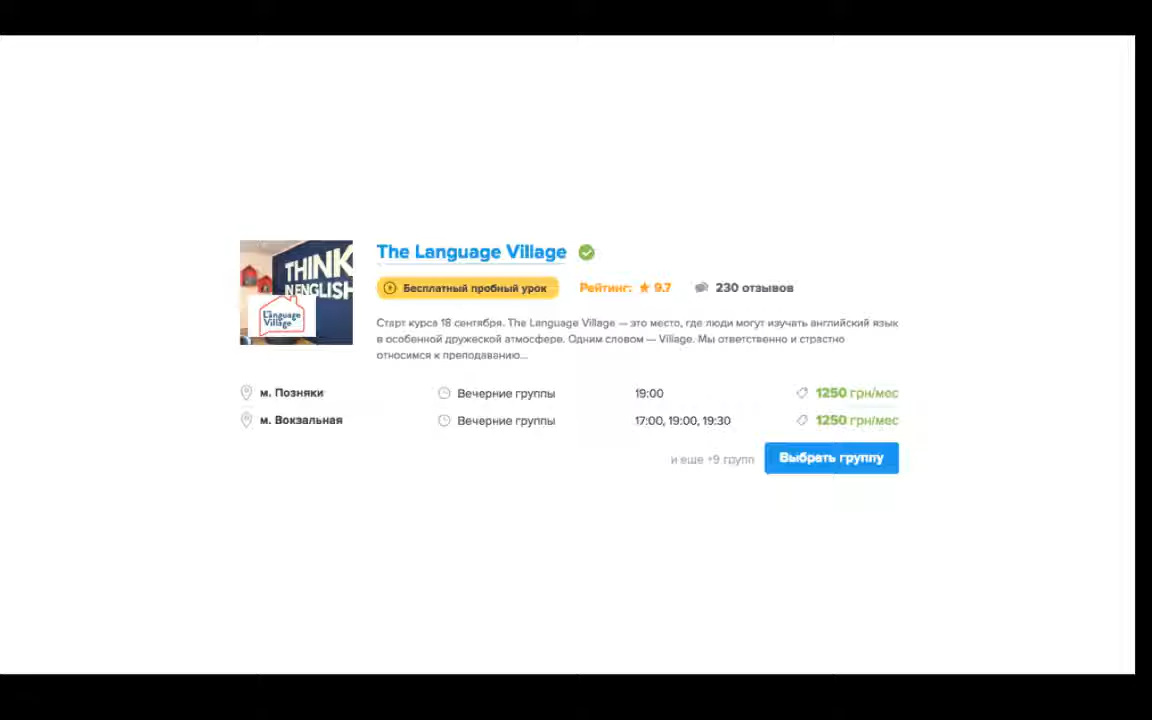 THINK
NENGLISH
The
Language
Village
The Language Village
Бесплатный пробный урок
Рейтинг: 9.7
230 отзывов
Старт курса 18 сентября. The Language Village — это место, где люди могут изучать английский язык
в особенной дружеской атмосфере. Одним словом — Village. Мы ответственно и страстно
относимся к преподаванию...
м. Позняки Вечерние группы 19:00 1250 грн/мес
м. Вокзальная Вечерние группы 17:00, 19:00, 19:30 1250 грн/мес
и еще +9 групп
Выбрать группу